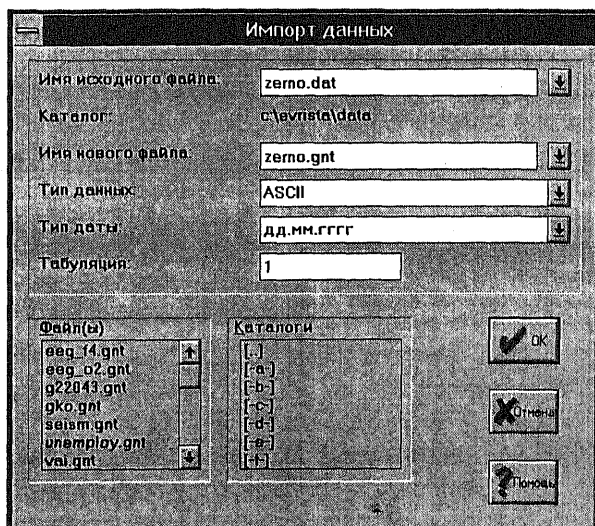 Импорт данных
Имя исходного файла: zerno.dat
Каталог: c:\evrista\data
Имя нового файла: zerno.gnt
Тип данных: ASCII
Тип даты: дд.мм.гггг
Табуляция: 1
Файл(ы)
eeg_f4.gnt
eeg_o2.gnt
g22043.gnt
gko.gnt
seism.gnt
unemploy.gnt
val.gnt
Каталоги
[..]
[-a-]
[-b-]
[-c-]
[-d-]
[-e-]
[-f-]
OK
Отмена
Помощь